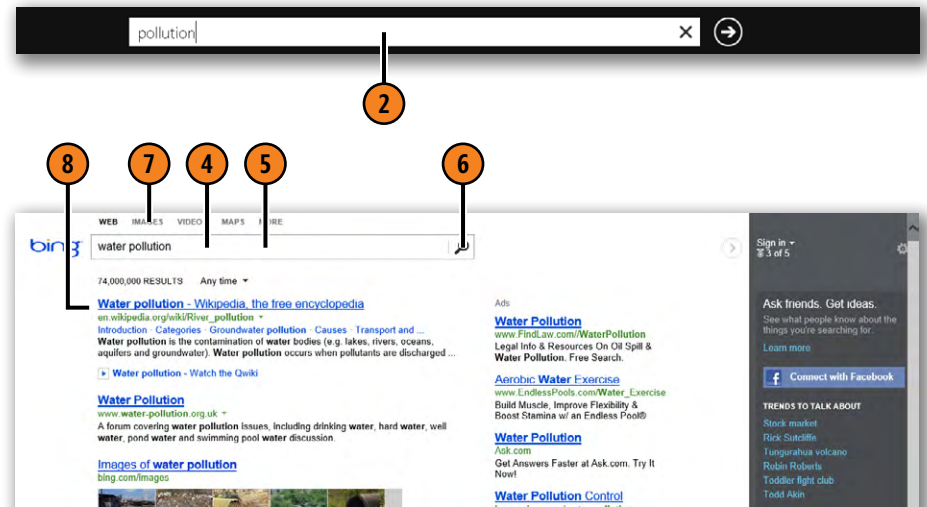 pollution
2
8 7 4 5 6
WEB IMAGES VIDEO MAPS MORE
bing
water pollution
Sign in
3 of 5
74,000,000 RESULTS Any time
Water pollution - Wikipedia, the free encyclopedia
en.wikipedia.org/wiki/River_pollution
Introduction · Categories · Groundwater pollution · Causes · Transport and ...
Water pollution is the contamination of water bodies (e.g. lakes, rivers, oceans,
aquifers and groundwater). Water pollution occurs when pollutants are discharged ...
Water pollution - Watch the Qwiki
Water Pollution
www.water-pollution.org.uk
A forum covering water pollution issues, including drinking water, hard water, well
water, pond water and swimming pool water discussion.
Images of water pollution
bing.com/images
Ads
Water Pollution
www.FindLaw.com//WaterPollution
Legal Info & Resources On Oil Spill &
Water Pollution. Free Search.
Aerobic Water Exercise
www.EndlessPools.com/Water_Exercise
Build Muscle, Improve Flexibility &
Boost Stamina w/ an Endless Pool®
Water Pollution
Ask.com
Get Answers Faster at Ask.com. Try It
Now!
Water Pollution Control
Ask friends. Get ideas.
See what people know about the
things you're searching for.
Learn more
f Connect with Facebook
TRENDS TO TALK ABOUT
Stock market
Rick Sutcliffe
Tungurahua volcano
Robin Roberts
Toddler fight club
Todd Akin